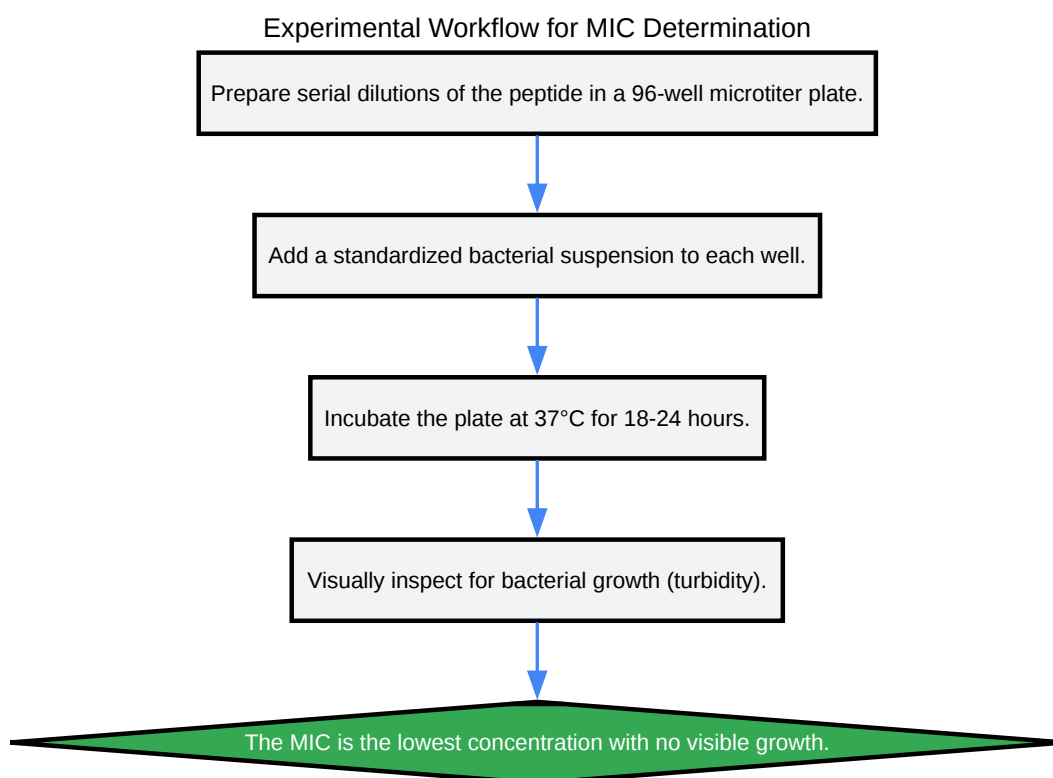 Experimental Workflow for MIC Determination
Prepare serial dilutions of the peptide in a 96-well microtiter plate.
Add a standardized bacterial suspension to each well.
Incubate the plate at 37°C for 18-24 hours.
Visually inspect for bacterial growth (turbidity).
The MIC is the lowest concentration with no visible growth.